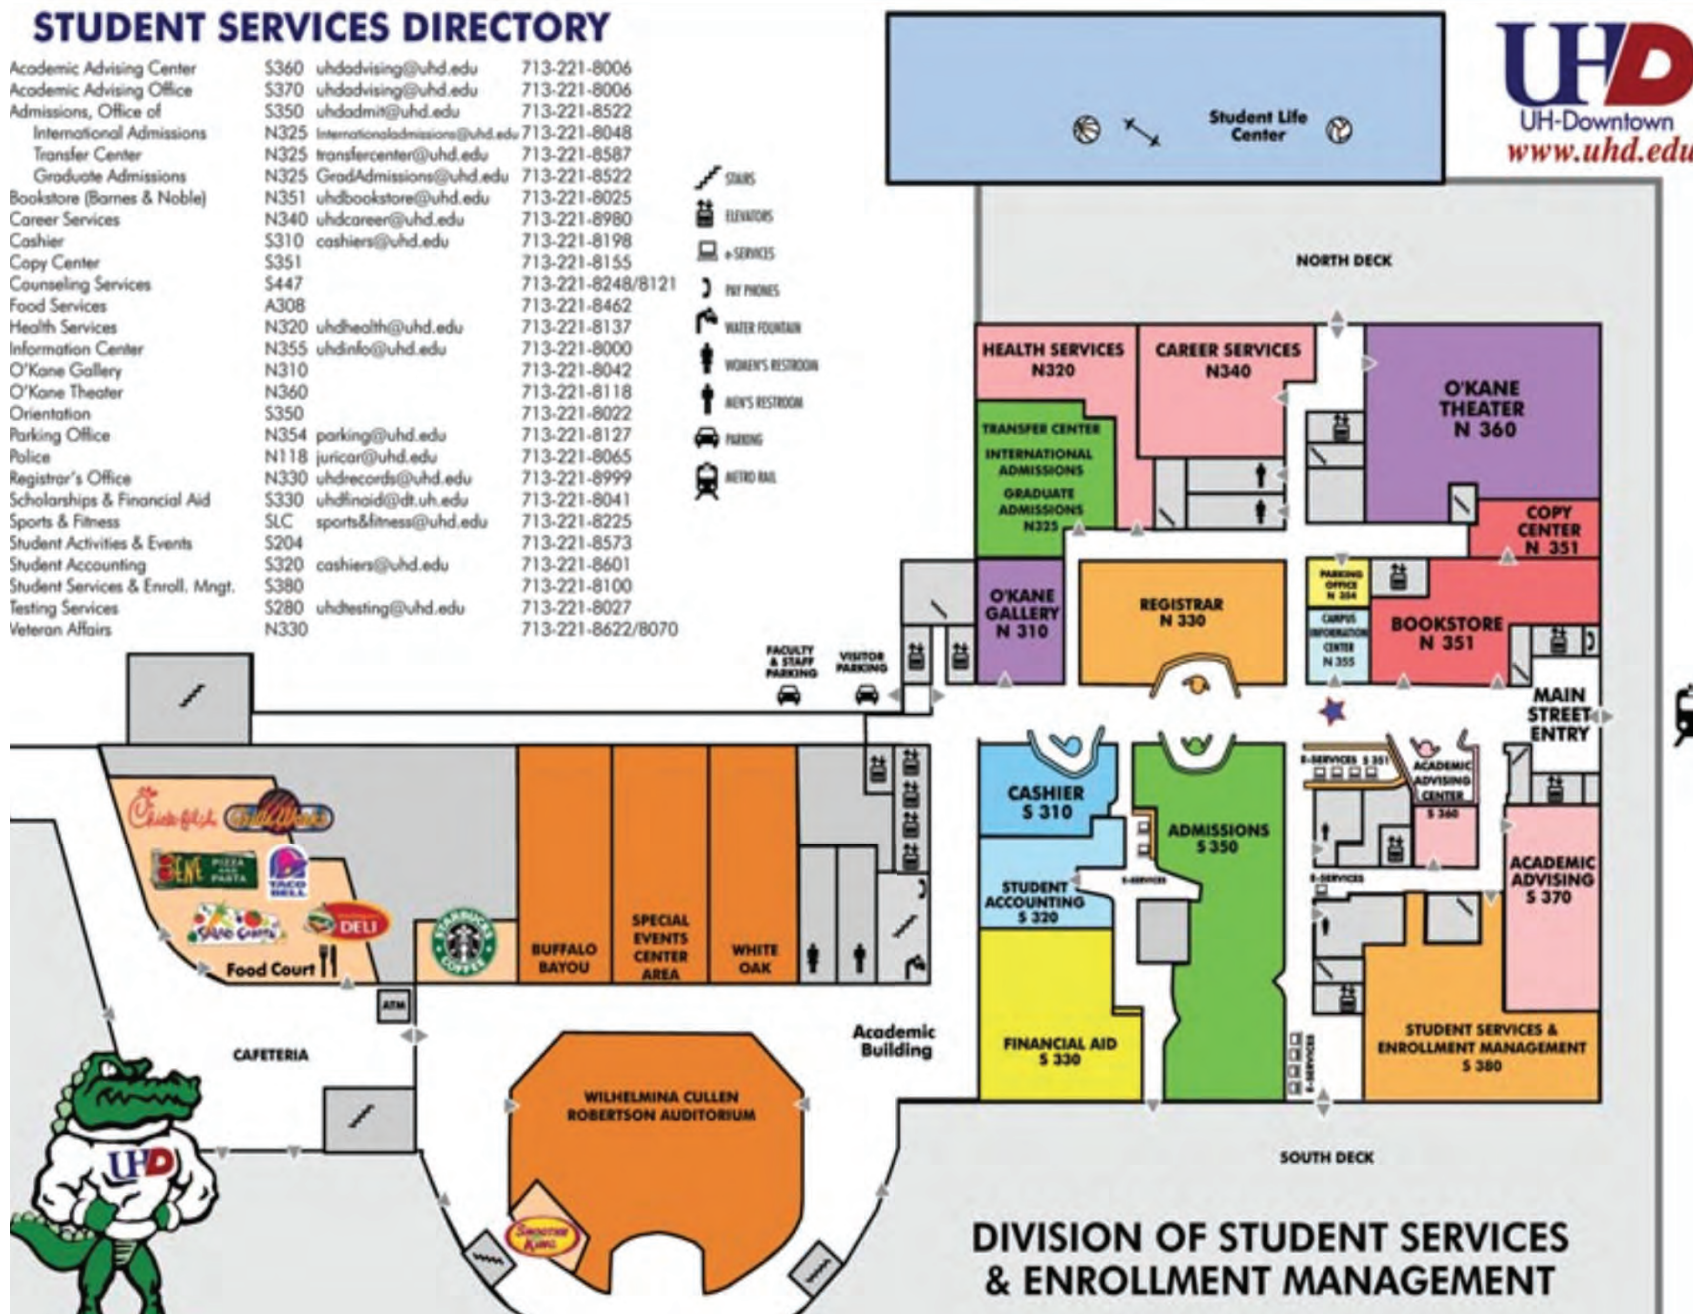 STUDENT SERVICES DIRECTORY
Academic Advising Center S360 uhdadvising@uhd.edu 713-221-8006
Academic Advising Office S370 uhdadvising@uhd.edu 713-221-8006
Admissions, Office of S350 uhdadmit@uhd.edu 713-221-8522
International Admissions N325 Internationaladmissions@uhd.edu 713-221-8048
Transfer Center N325 transfercenter@uhd.edu 713-221-8587
Graduate Admissions N325 GradAdmissions@uhd.edu 713-221-8522
Bookstore (Barnes & Noble) N351 uhdbookstore@uhd.edu 713-221-8025
Career Services N340 uhdcareer@uhd.edu 713-221-8980
Cashier S310 cashiers@uhd.edu 713-221-8198
Copy Center S351 713-221-8155
Counseling Services S447 713-221-8248/8121
Food Services A308 713-221-8462
Health Services N320 uhdhealth@uhd.edu 713-221-8137
Information Center N355 uhdinfo@uhd.edu 713-221-8000
O'Kane Gallery N310 713-221-8042
O'Kane Theater N360 713-221-8118
Orientation S350 713-221-8022
Parking Office N354 parking@uhd.edu 713-221-8127
Police N118 juricar@uhd.edu 713-221-8065
Registrar's Office N330 uhdrecords@uhd.edu 713-221-8999
Scholarships & Financial Aid S330 uhdfinaid@dt.uh.edu 713-221-8041
Sports & Fitness SLC sports&fitness@uhd.edu 713-221-8225
Student Activities & Events S204 713-221-8573
Student Accounting S320 cashiers@uhd.edu 713-221-8601
Student Services & Enroll. Mngt. S380 713-221-8100
Testing Services S280 uhdtesting@uhd.edu 713-221-8027
Veteran Affairs N330 713-221-8622/8070
STAIRS
ELEVATORS
e-SERVICES
PAY PHONES
WATER FOUNTAIN
WOMEN'S RESTROOM
MEN'S RESTROOM
PARKING
METRO RAIL
Student Life
Center
UHD
UH-Downtown
www.uhd.edu
NORTH DECK
HEALTH SERVICES
N320
CAREER SERVICES
N340
O'KANE
THEATER
N 360
TRANSFER CENTER
INTERNATIONAL
ADMISSIONS
GRADUATE
ADMISSIONS
N325
COPY
CENTER
N 351
O'KANE
GALLERY
N 310
REGISTRAR
N 330
PARKING
OFFICE
N 354
CAMPUS
INFORMATION
CENTER
N 355
BOOKSTORE
N 351
FACULTY
& STAFF
PARKING
VISITOR
PARKING
MAIN
STREET
ENTRY
CASHIER
S 310
ADMISSIONS
S 350
E-SERVICES S 351
ACADEMIC
ADVISING
CENTER
S 360
STUDENT
ACCOUNTING
S 320
E-SERVICES
E-SERVICES
ACADEMIC
ADVISING
S 370
FINANCIAL AID
S 330
E-SERVICES
STUDENT SERVICES &
ENROLLMENT MANAGEMENT
S 380
SOUTH DECK
Chick-fil-A
BENE PIZZA
AND
PASTA
TACO
BELL
DELI
Food Court
STARBUCKS
COFFEE
BUFFALO
BAYOU
SPECIAL
EVENTS
CENTER
AREA
WHITE
OAK
ATM
CAFETERIA
Academic
Building
WILHELMINA CULLEN
ROBERTSON AUDITORIUM
SMOOTHIE
KING
UHD
DIVISION OF STUDENT SERVICES
& ENROLLMENT MANAGEMENT